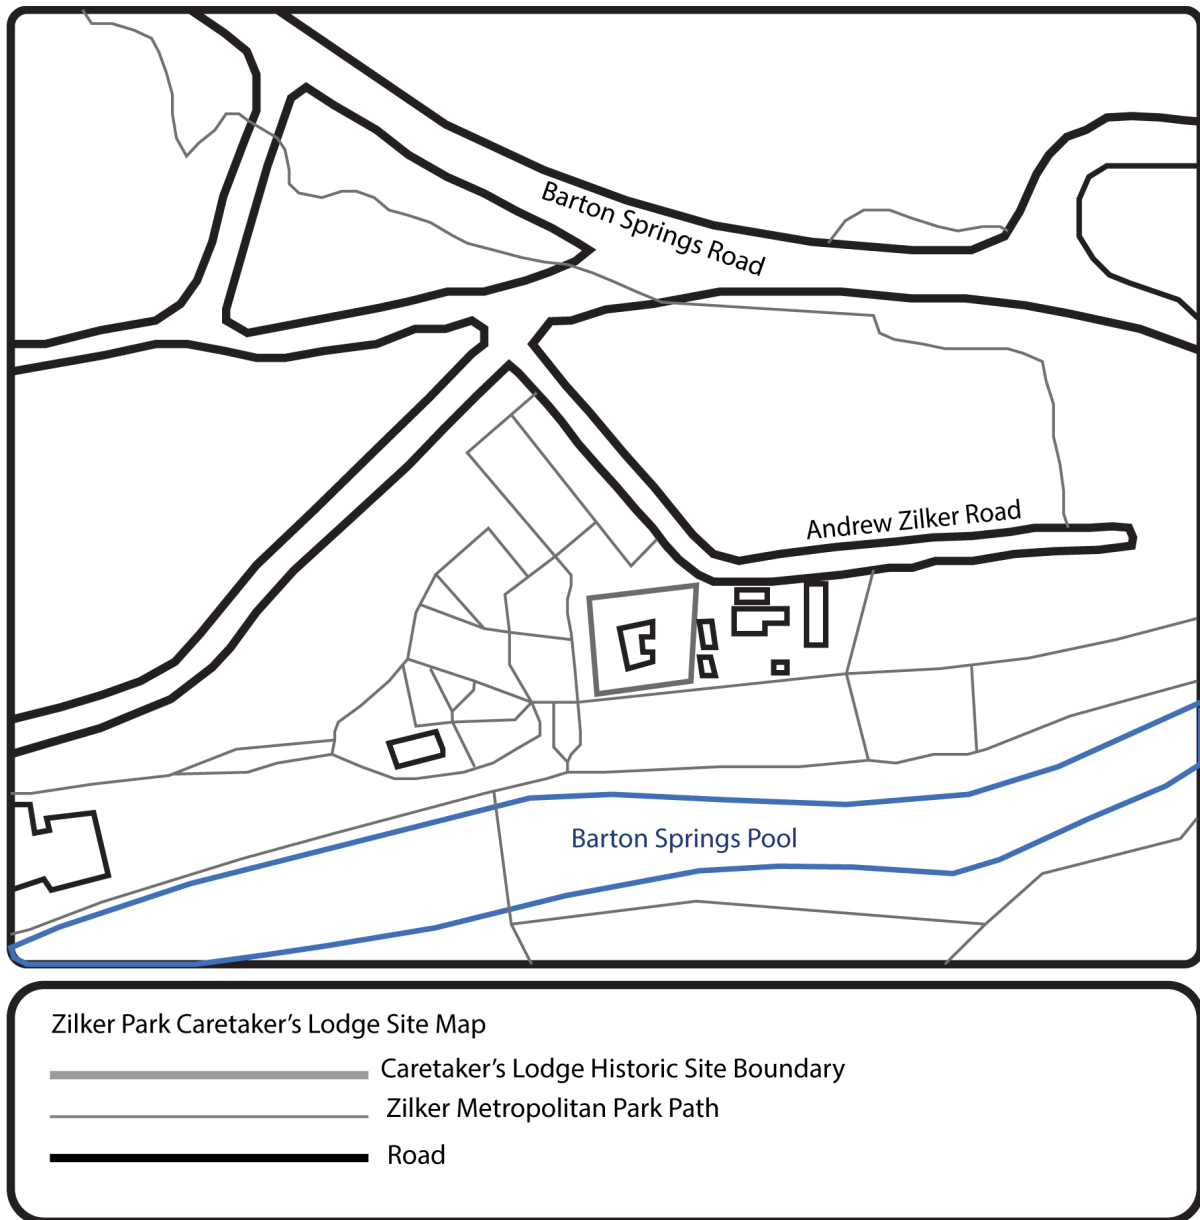 Barton Springs Road
Andrew Zilker Road
Barton Springs Pool
Zilker Park Caretaker’s Lodge Site Map
Caretaker’s Lodge Historic Site Boundary
Zilker Metropolitan Park Path
Road